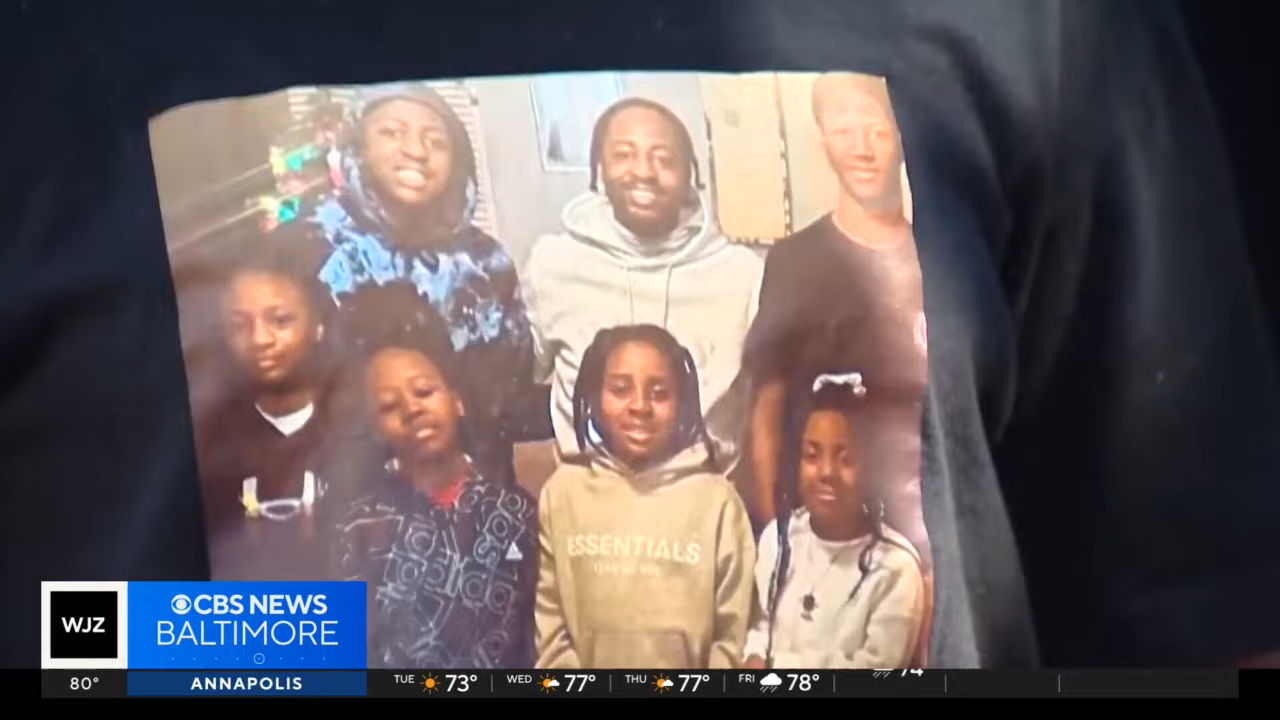 ESSENTIALS
WJZ
CBS NEWS
BALTIMORE
80°
ANNAPOLIS
TUE 73°
WED 77°
THU 77°
FRI 78°